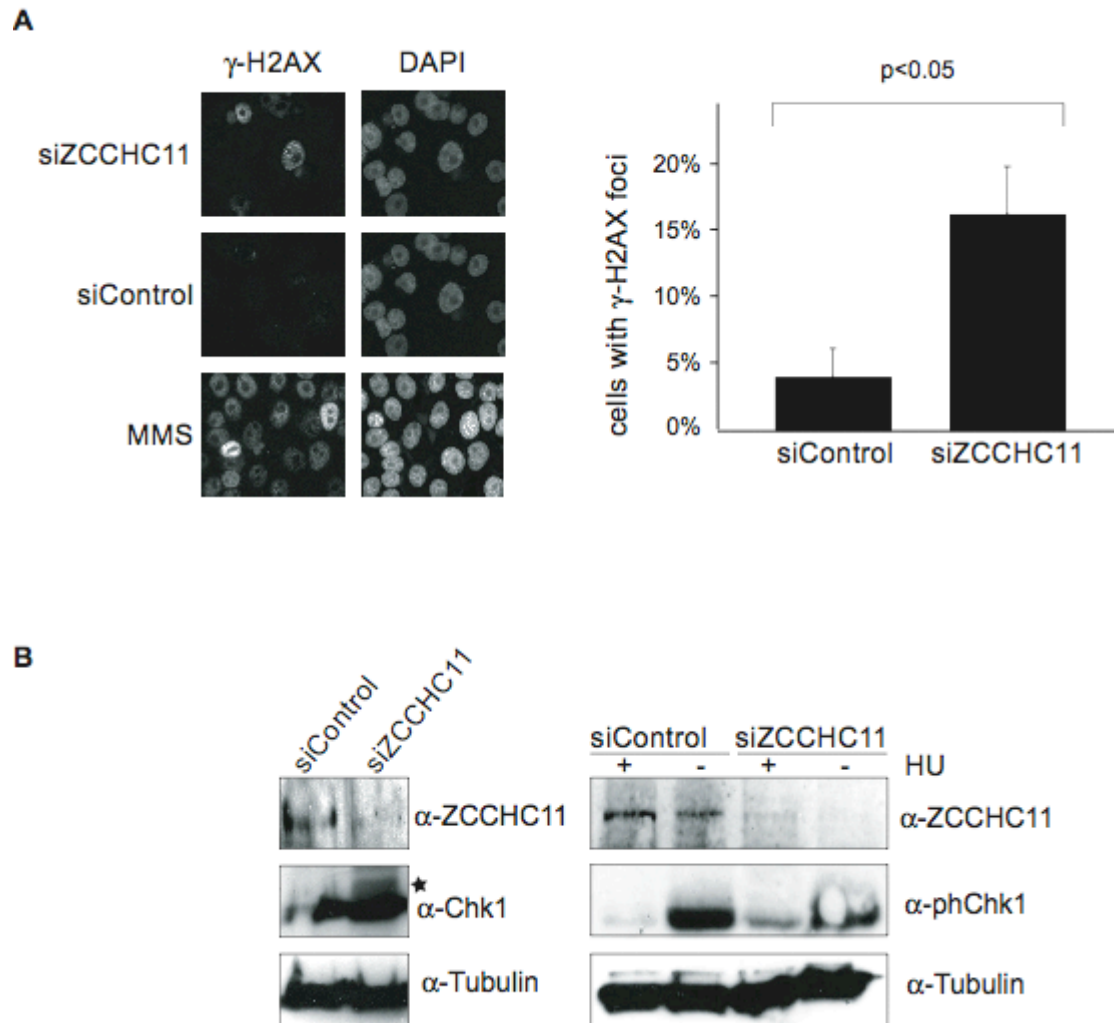 A
γ-H2AX DAPI
siZCCHC11
siControl
MMS
p<0.05
cells with γ-H2AX foci
20%
15%
10%
5%
0%
siControl siZCCHC11
B
siControl siZCCHC11
α-ZCCHC11
α-Chk1
α-Tubulin
siControl siZCCHC11
+ - + - HU
α-ZCCHC11
α-phChk1
α-Tubulin